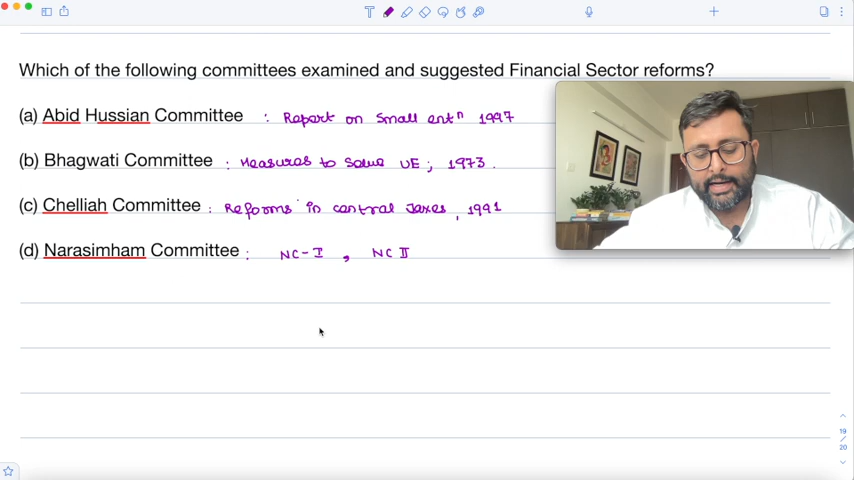 Which of the following committees examined and suggested Financial Sector reforms?
(a) Abid Hussian Committee : Report on Small entⁿ 1997
(b) Bhagwati Committee : Measures to Solve UE ; 1973.
(c) Chelliah Committee : Reforms in central Taxes, 1991
(d) Narasimham Committee : NC-I , NC II
19
/
20